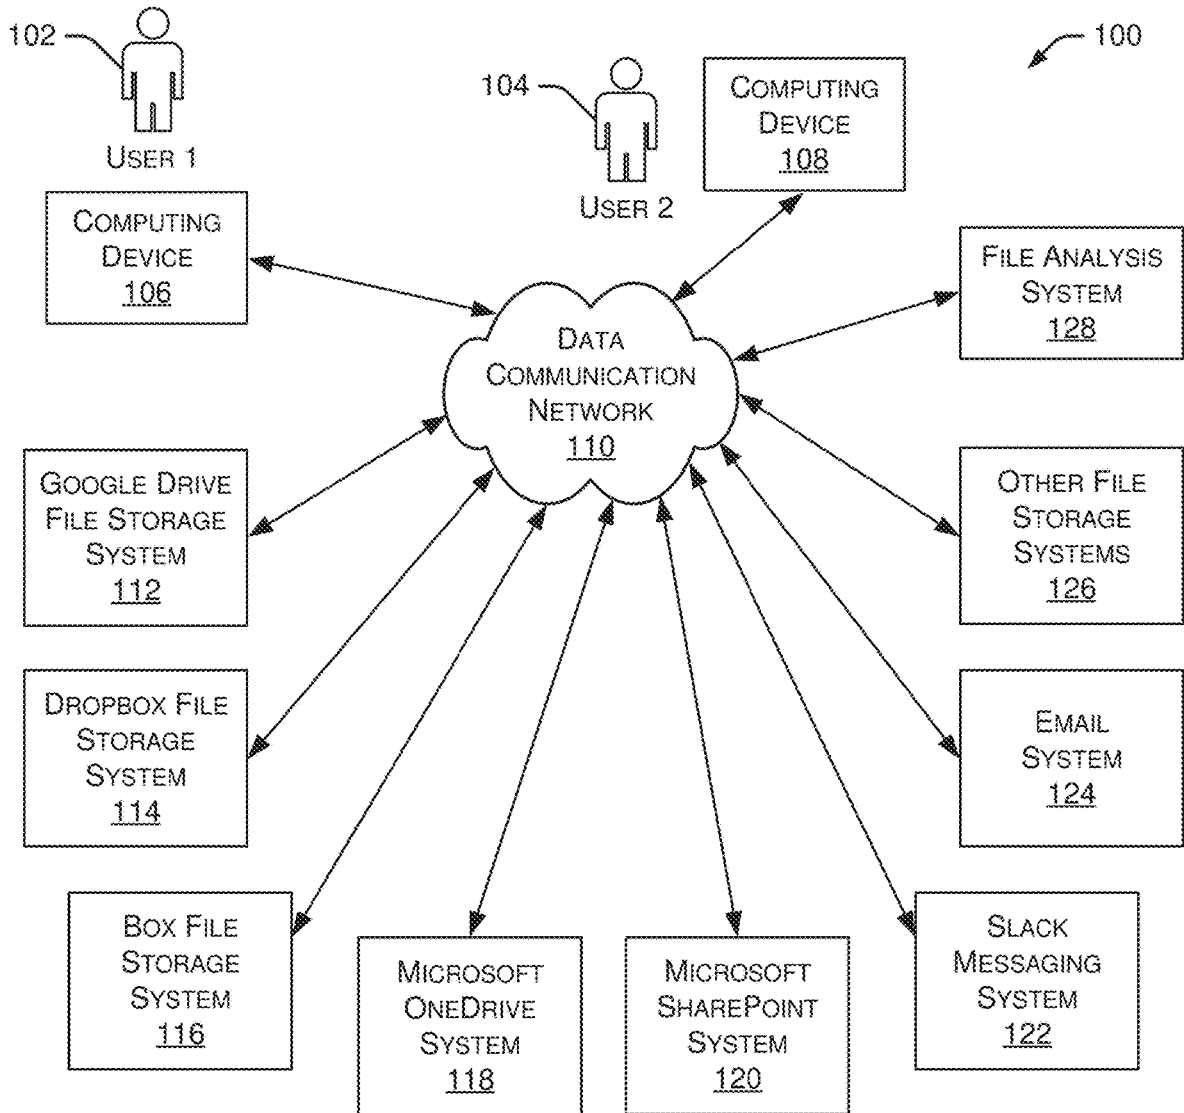 102
USER 1
104
USER 2
100
COMPUTING
DEVICE
106
COMPUTING
DEVICE
108
DATA
COMMUNICATION
NETWORK
110
FILE ANALYSIS
SYSTEM
128
GOOGLE DRIVE
FILE STORAGE
SYSTEM
112
OTHER FILE
STORAGE
SYSTEMS
126
DROPBOX FILE
STORAGE
SYSTEM
114
EMAIL
SYSTEM
124
BOX FILE
STORAGE
SYSTEM
116
MICROSOFT
ONEDRIVE
SYSTEM
118
MICROSOFT
SHAREPOINT
SYSTEM
120
SLACK
MESSAGING
SYSTEM
122